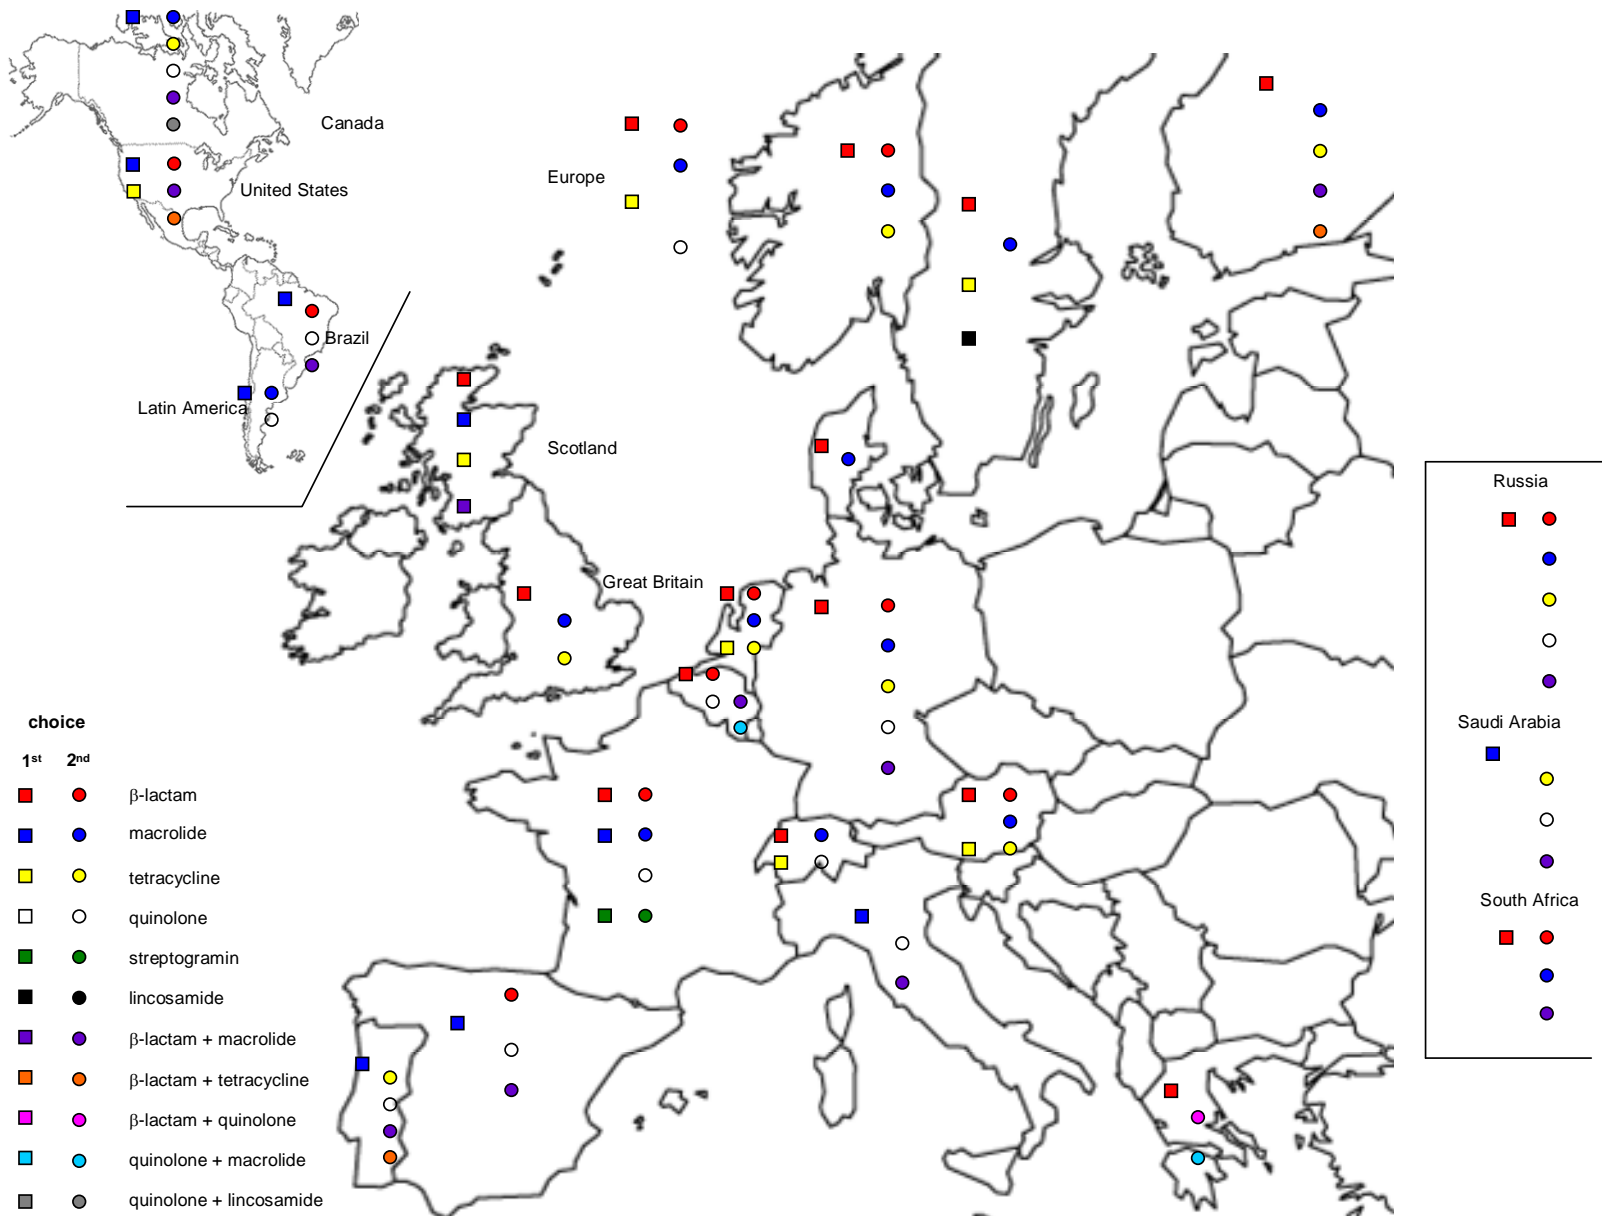 Canada
United States
Brazil
Latin America
Europe
Scotland
Great Britain
Russia
Saudi Arabia
South Africa
choice
1st 2nd
β-lactam
macrolide
tetracycline
quinolone
streptogramin
lincosamide
β-lactam + macrolide
β-lactam + tetracycline
β-lactam + quinolone
quinolone + macrolide
quinolone + lincosamide